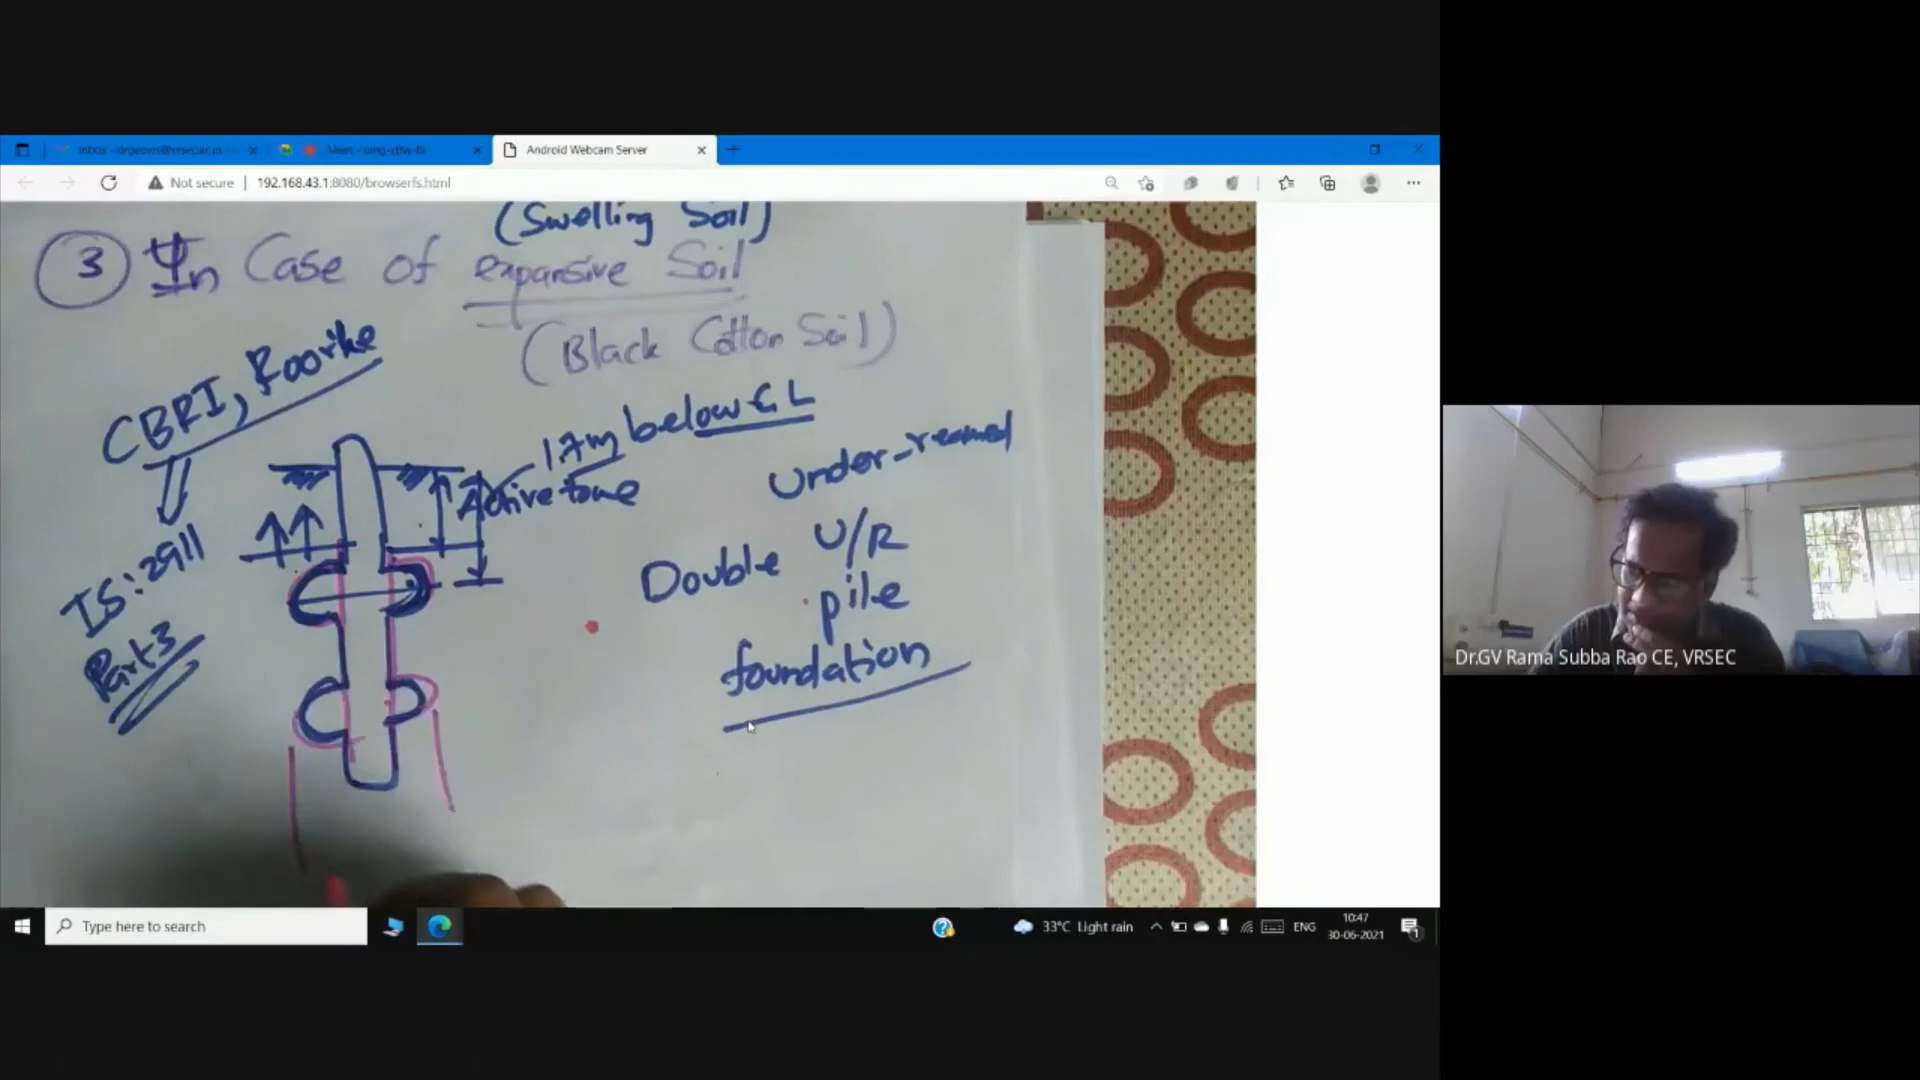 Android Webcam Server
Not secure
192.168.43.1:8080/browserfs.html
(Swelling Soil)
3 In Case of expansive Soil
(Black Cotton Soil)
CBRI, Roorke
1.7m below G L
Active zone
Under-reamed
Double U/R
pile
foundation
IS:2911
Part 3
Dr.GV Rama Subba Rao CE, VRSEC
Type here to search
33°C Light rain
ENG
10:47
30-06-2021
1